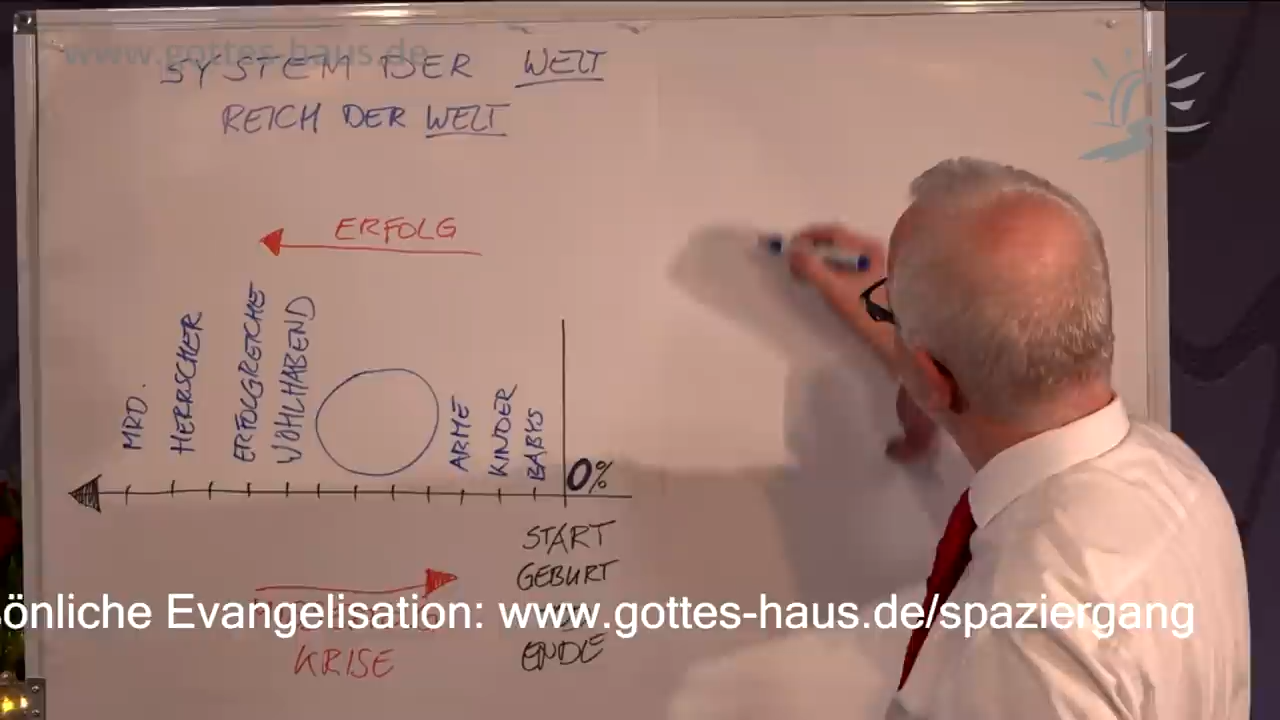 www.gottes-haus.de
SYSTEM DER WELT
REICH DER WELT
ERFOLG
MRD.
HERRSCHER
ERFOLGREICHE
WOHLHABEND
ARME
KINDER
BABYS
0%
START
GEBURT
ENDE
KRISE
önliche Evangelisation: www.gottes-haus.de/spaziergang